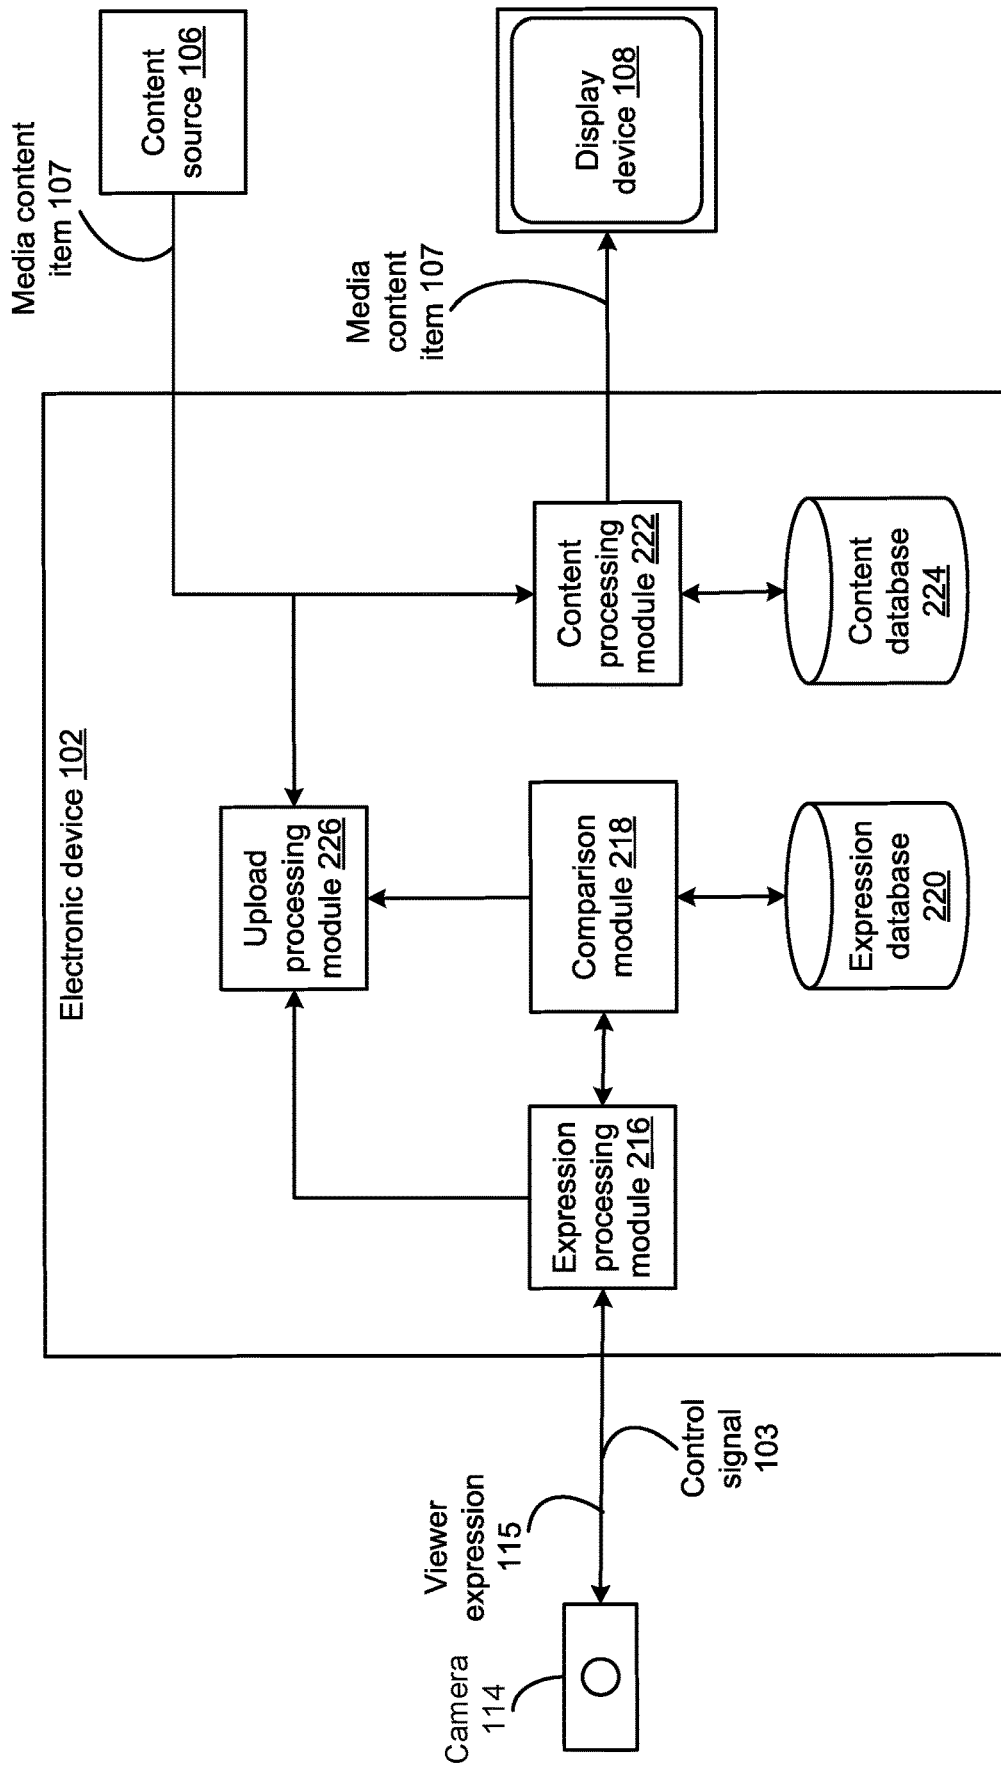 Electronic device 102
Camera
114
Viewer
expression
115
Control
signal
103
Expression
processing
module 216
Upload
processing
module 226
Comparison
module 218
Expression
database
220
Content
processing
module 222
Content
database
224
Media content
item 107
Content
source 106
Media
content
item 107
Display
device 108